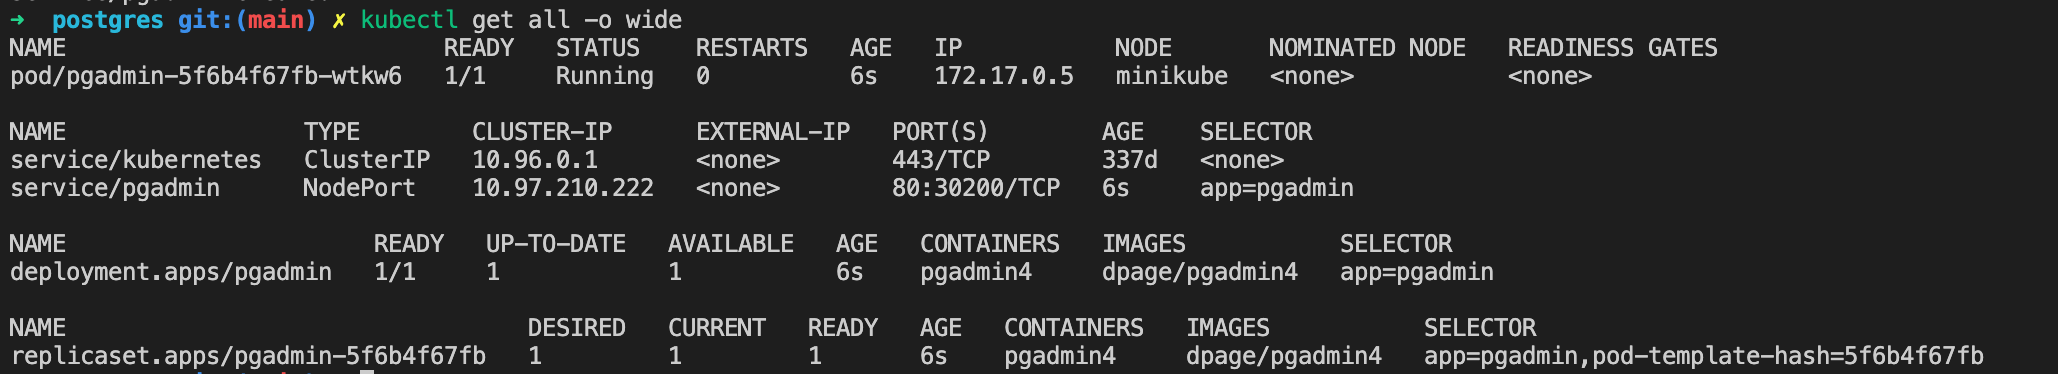 ➜  postgres git:(main) ✗ kubectl get all -o wide
NAME                           READY   STATUS    RESTARTS   AGE   IP           NODE       NOMINATED NODE   READINESS GATES
pod/pgadmin-5f6b4f67fb-wtkw6   1/1     Running   0          6s    172.17.0.5   minikube   <none>           <none>
NAME                 TYPE        CLUSTER-IP      EXTERNAL-IP   PORT(S)        AGE    SELECTOR
service/kubernetes   ClusterIP   10.96.0.1       <none>        443/TCP        337d   <none>
service/pgadmin      NodePort    10.97.210.222   <none>        80:30200/TCP   6s     app=pgadmin
NAME                      READY   UP-TO-DATE   AVAILABLE   AGE   CONTAINERS   IMAGES           SELECTOR
deployment.apps/pgadmin   1/1     1            1           6s    pgadmin4     dpage/pgadmin4   app=pgadmin
NAME                                 DESIRED   CURRENT   READY   AGE   CONTAINERS   IMAGES           SELECTOR
replicaset.apps/pgadmin-5f6b4f67fb   1         1         1       6s    pgadmin4     dpage/pgadmin4   app=pgadmin,pod-template-hash=5f6b4f67fb